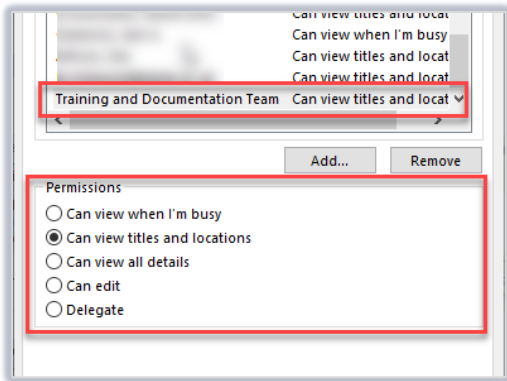 Can view titles and locat
Can view when I'm busy
Can view titles and locat
Can view titles and locat
Training and Documentation Team Can view titles and locat
Add... Remove
Permissions
Can view when I'm busy
Can view titles and locations
Can view all details
Can edit
Delegate